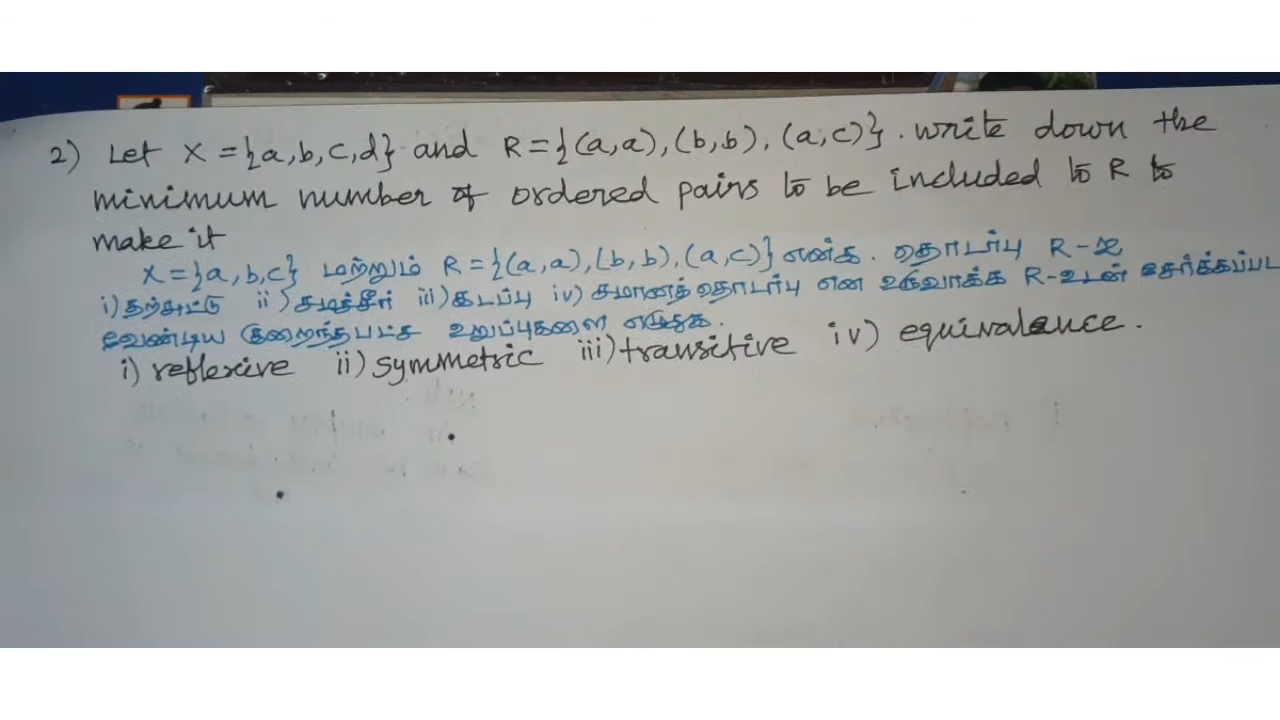 2) Let X = {a,b,c,d} and R = {(a,a), (b,b), (a,c)}. write down the
minimum number of ordered pairs to be included to R to
make it
X = {a,b,c} மற்றும் R = {(a,a), (b,b), (a,c)} என்க. தொடர்பு R-ஐ
i) தற்சுட்டு ii) சமச்சீர் iii) கடப்பு iv) சமானத் தொடர்பு என உருவாக்க R-உடன் சேர்க்கப்பட
வேண்டிய குறைந்தபட்ச உறுப்புகளை எழுதுக.
i) reflexive ii) symmetric iii) transitive iv) equivalance.